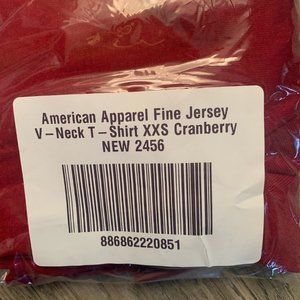 American Apparel Fine Jersey
V-Neck T-Shirt XXS Cranberry
NEW 2456
886862220851